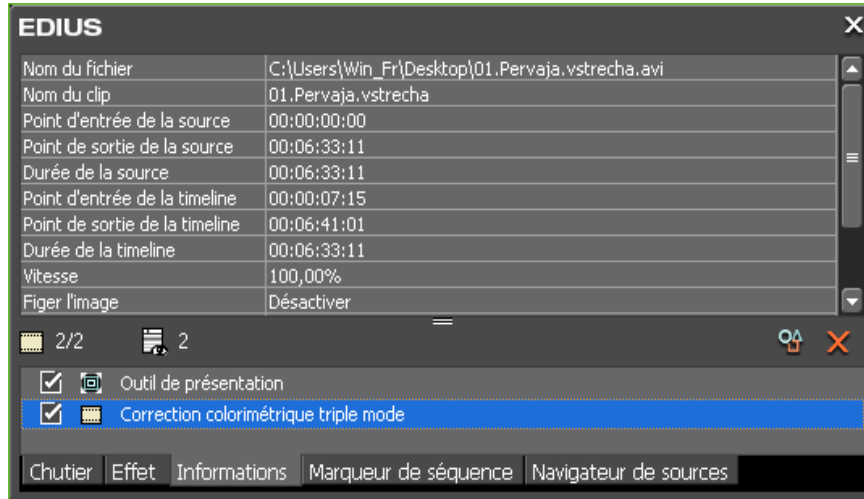 EDIUS
Nom du fichier C:\Users\Win_Fr\Desktop\01.Pervaja.vstrecha.avi
Nom du clip 01.Pervaja.vstrecha
Point d'entrée de la source 00:00:00:00
Point de sortie de la source 00:06:33:11
Durée de la source 00:06:33:11
Point d'entrée de la timeline 00:00:07:15
Point de sortie de la timeline 00:06:41:01
Durée de la timeline 00:06:33:11
Vitesse 100,00%
Figer l'image Désactiver
2/2 2
Outil de présentation
Correction colorimétrique triple mode
Chutier Effet Informations Marqueur de séquence Navigateur de sources